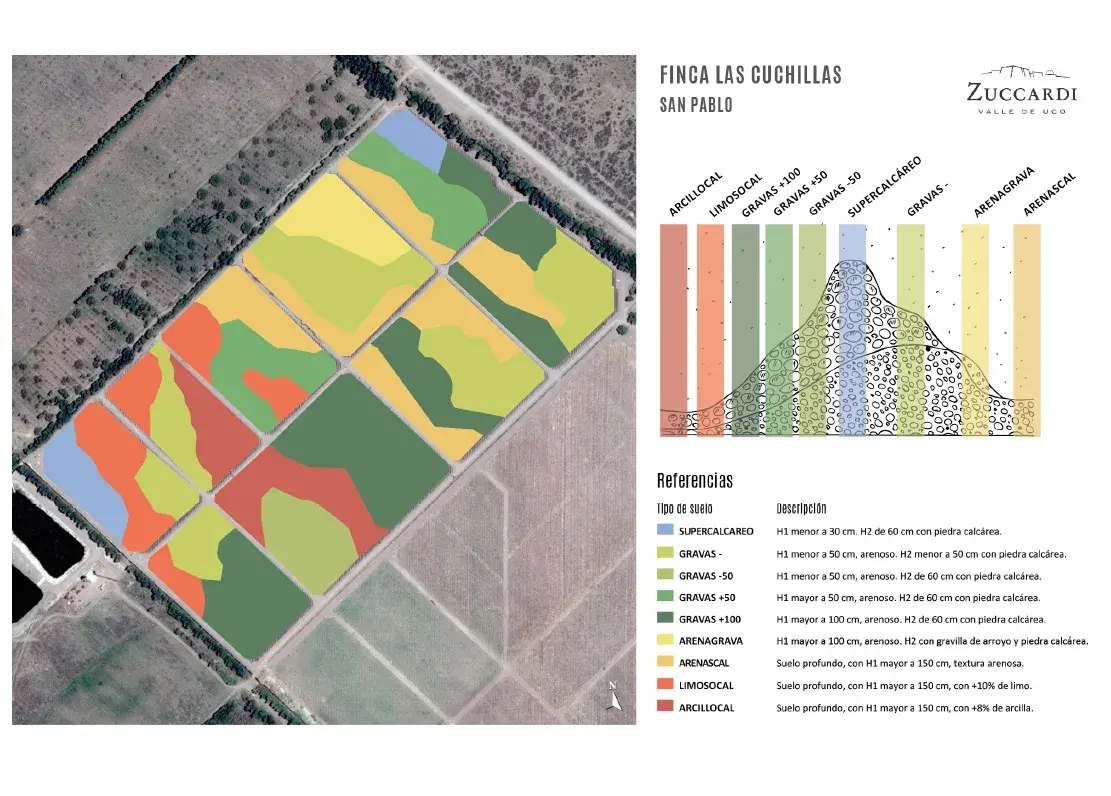 FINCA LAS CUCHILLAS
SAN PABLO
ZUCCARDI
VALLE DE UCO
ARCILLOCAL
LIMOSOCAL
GRAVAS +100
GRAVAS +50
GRAVAS -50
SUPERCALCÁREO
GRAVAS -
ARENAGRAVA
ARENASCAL
Referencias
Tipo de suelo Descripción
SUPERCALCAREO H1 menor a 30 cm. H2 de 60 cm con piedra calcárea.
GRAVAS - H1 menor a 50 cm, arenoso. H2 menor a 50 cm con piedra calcárea.
GRAVAS -50 H1 menor a 50 cm, arenoso. H2 de 60 cm con piedra calcárea.
GRAVAS +50 H1 mayor a 50 cm, arenoso. H2 de 60 cm con piedra calcárea.
GRAVAS +100 H1 mayor a 100 cm, arenoso. H2 de 60 cm con piedra calcárea.
ARENAGRAVA H1 mayor a 100 cm, arenoso. H2 con gravilla de arroyo y piedra calcárea.
ARENASCAL Suelo profundo, con H1 mayor a 150 cm, textura arenosa.
LIMOSOCAL Suelo profundo, con H1 mayor a 150 cm, con +10% de limo.
ARCILLOCAL Suelo profundo, con H1 mayor a 150 cm, con +8% de arcilla.
N